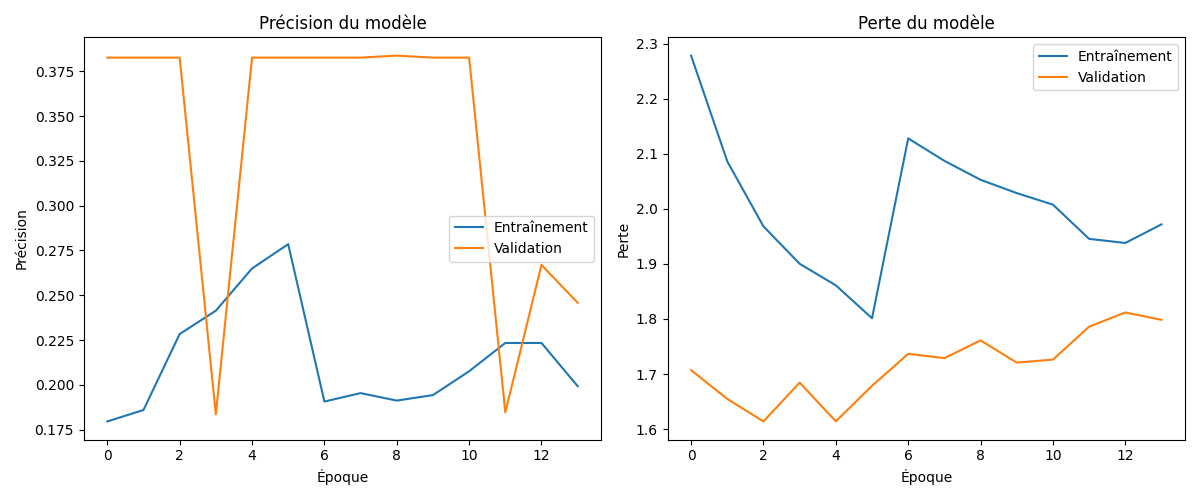 Précision du modèle
Précision
0.375
0.350
0.325
0.300
0.275
0.250
0.225
0.200
0.175
Entraînement
Validation
0 2 4 6 8 10 12
Époque
Perte du modèle
Perte
2.3
2.2
2.1
2.0
1.9
1.8
1.7
1.6
Entraînement
Validation
0 2 4 6 8 10 12
Époque